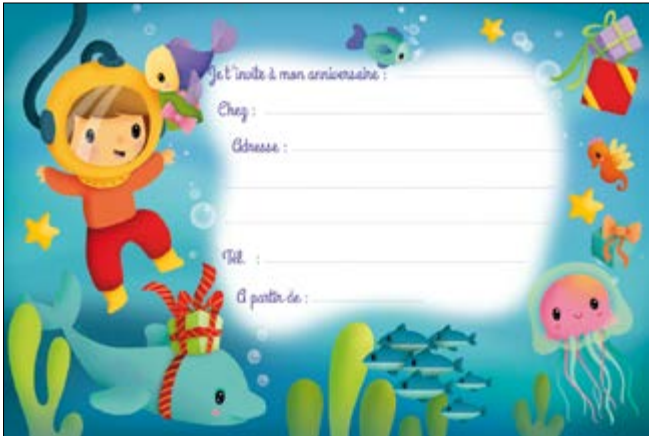 Je t'invite à mon anniversaire :
Chez :
Adresse :
Tél. :
A partir de :